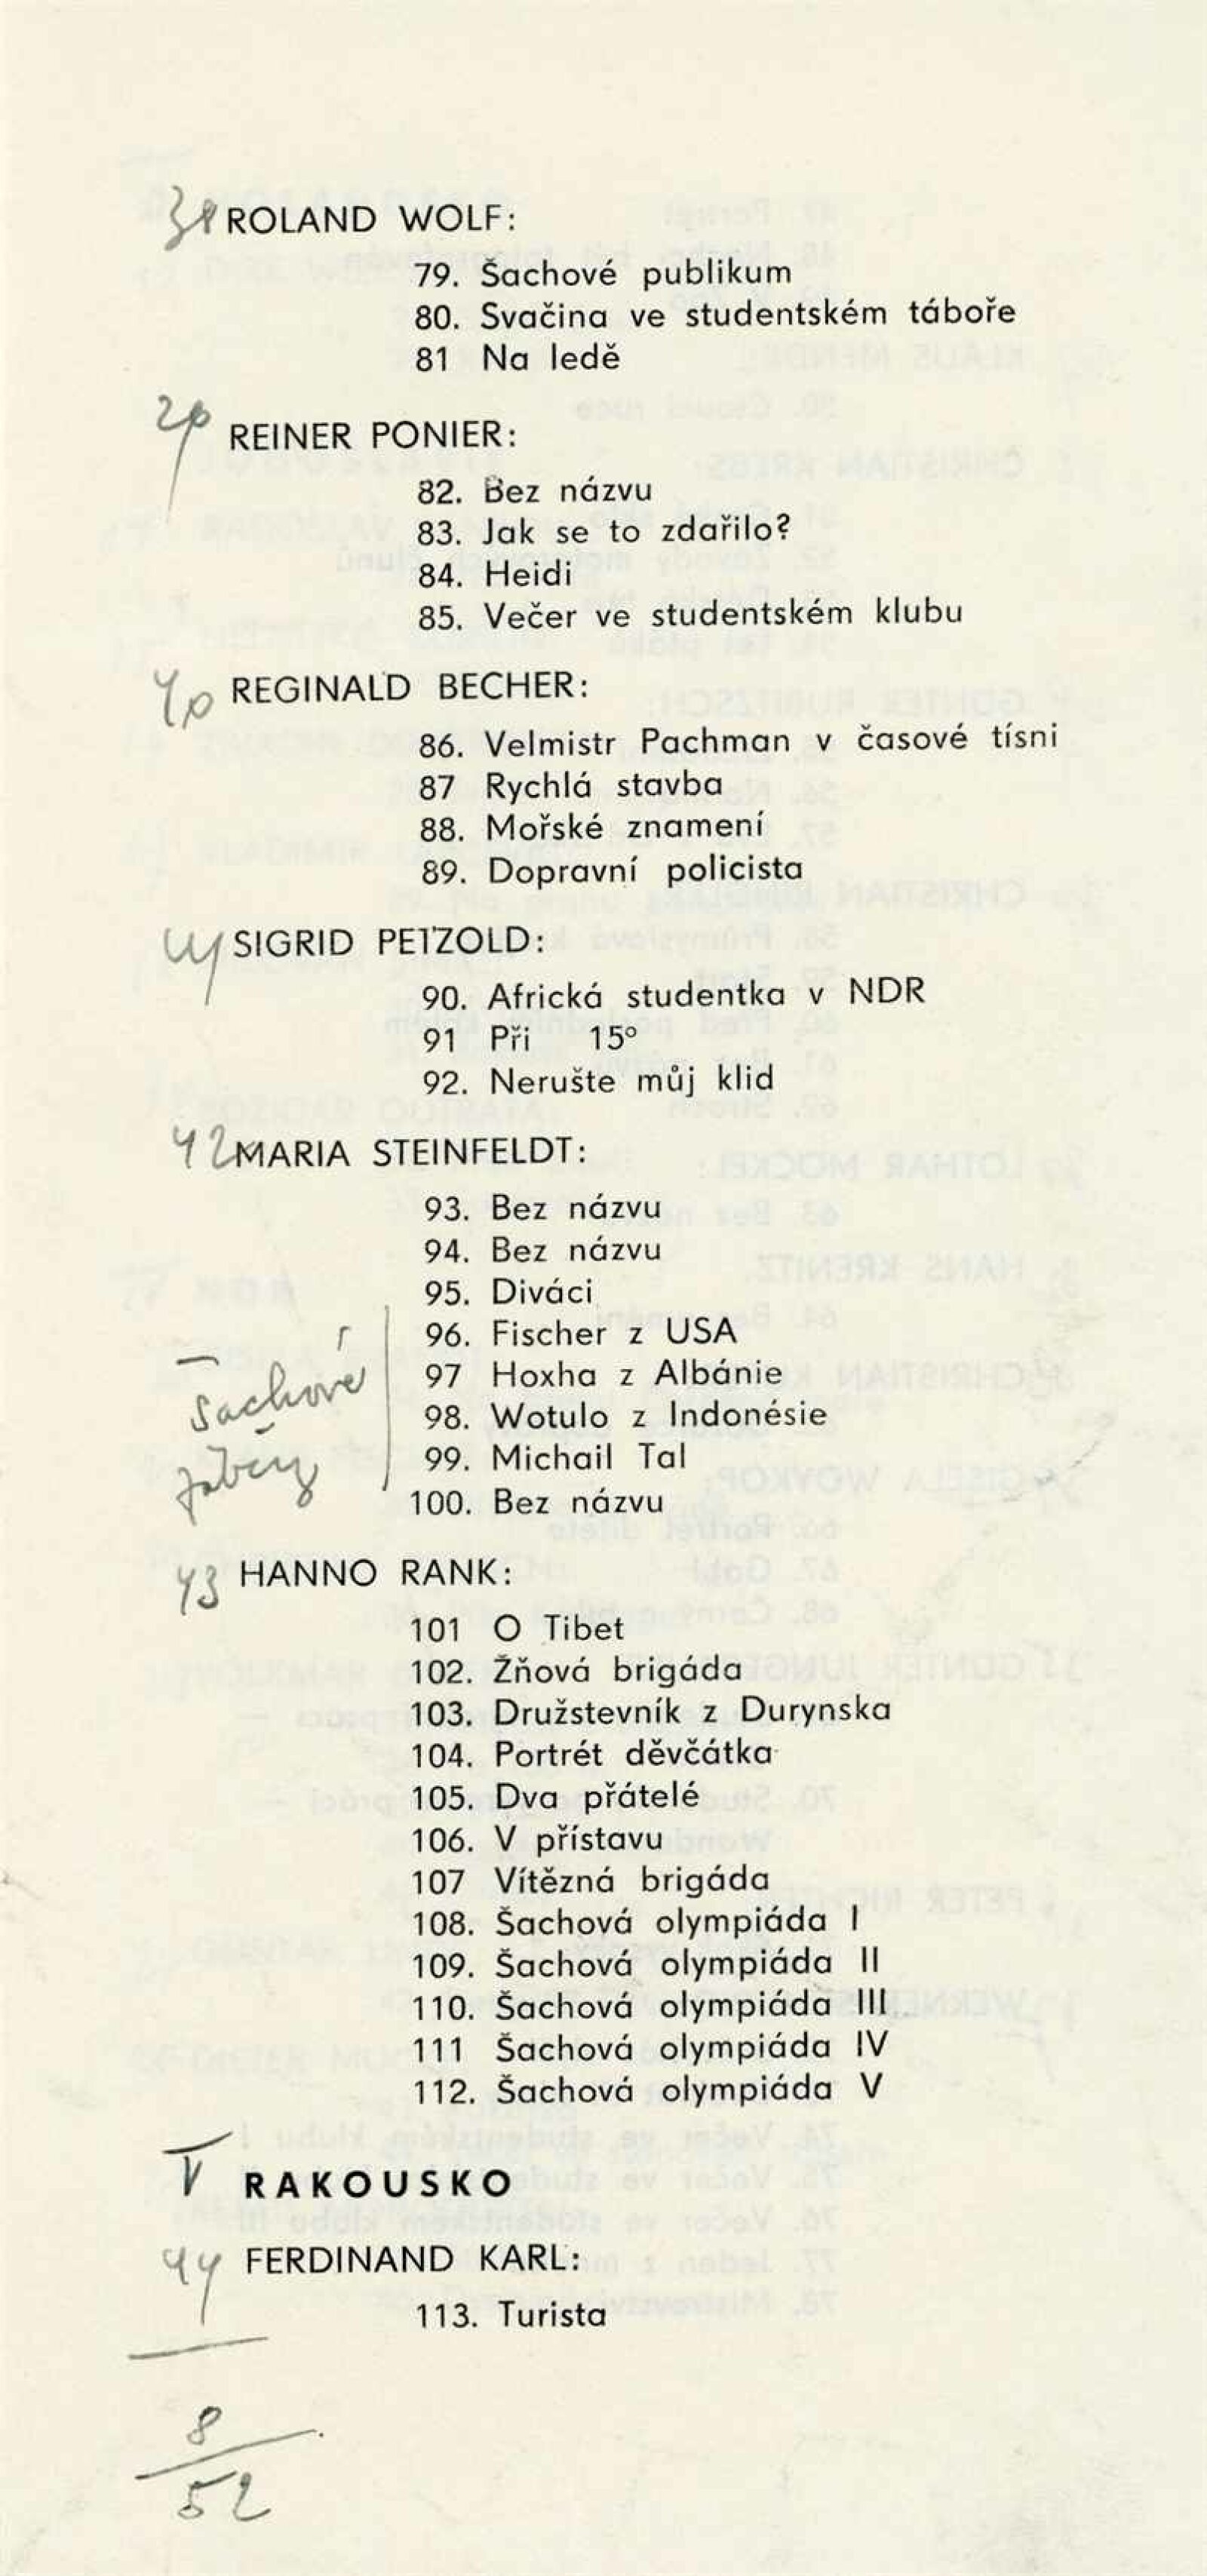 38 ROLAND WOLF:
79. Šachové publikum
80. Svačina ve studentském táboře
81 Na ledě
REINER PONIER:
82. Bez názvu
83. Jak se to zdařilo?
84. Heidi
85. Večer ve studentském klubu
40 REGINALD BECHER:
86. Velmistr Pachman v časové tísni
87 Rychlá stavba
88. Mořské znamení
89. Dopravní policista
41 SIGRID PETZOLD:
90. Africká studentka v NDR
91 Při 15°
92. Nerušte můj klid
42 MARIA STEINFELDT:
93. Bez názvu
94. Bez názvu
95. Diváci
96. Fischer z USA
97 Hoxha z Albánie
šachové
98. Wotulo z Indonésie
99. Michail Tal
záběry
100. Bez názvu
43 HANNO RANK:
101 O Tibet
102. Žňová brigáda
103. Družstevník z Durynska
104. Portrét děvčátka
105. Dva přátelé
106. V přístavu
107 Vítězná brigáda
108. Šachová olympiáda I
109. Šachová olympiáda II
110. Šachová olympiáda III
111 Šachová olympiáda IV
112. Šachová olympiáda V
V RAKOUSKO
44 FERDINAND KARL:
113. Turista
8
52